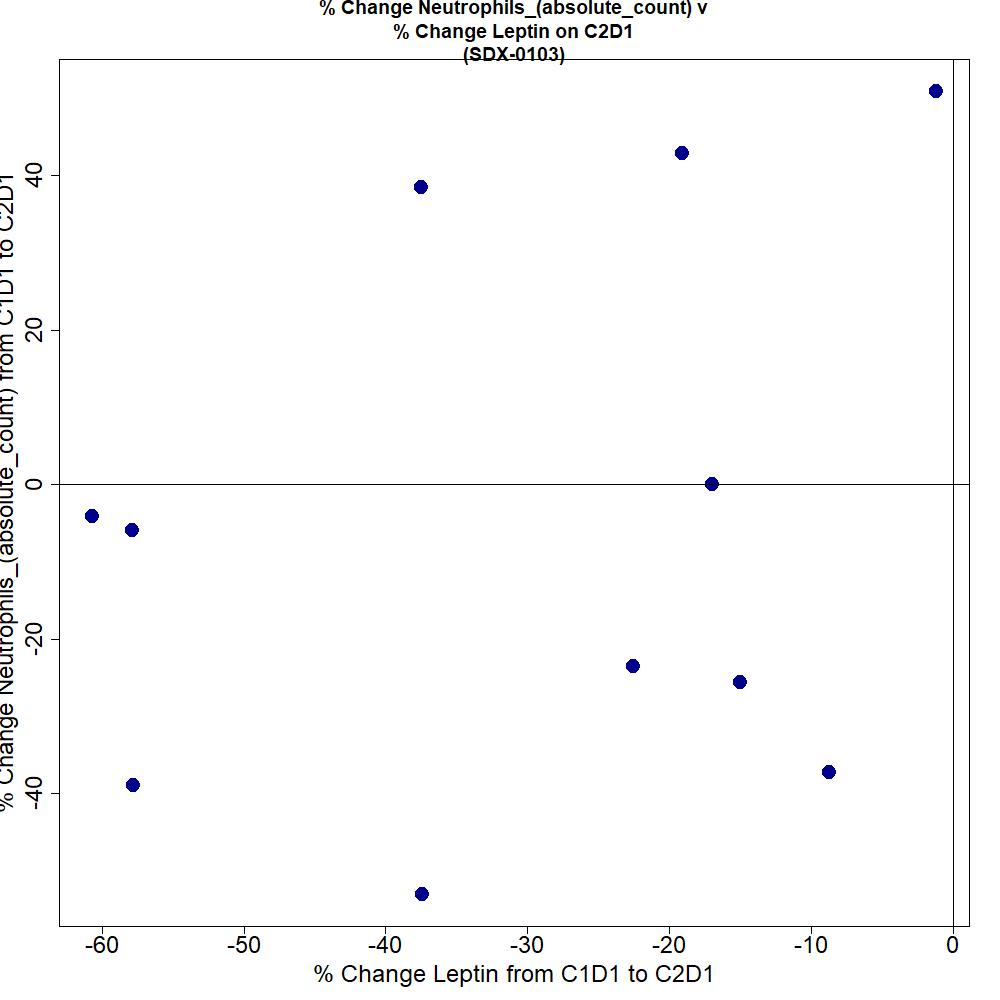 % Change Neutrophils_(absolute_count) v
% Change Leptin on C2D1
(SDX-0103)
% Change Neutrophils_(absolute_count) from C1D1 to C2D1
40
20
0
-20
-40
-60
-50
-40
-30
-20
-10
0
% Change Leptin from C1D1 to C2D1